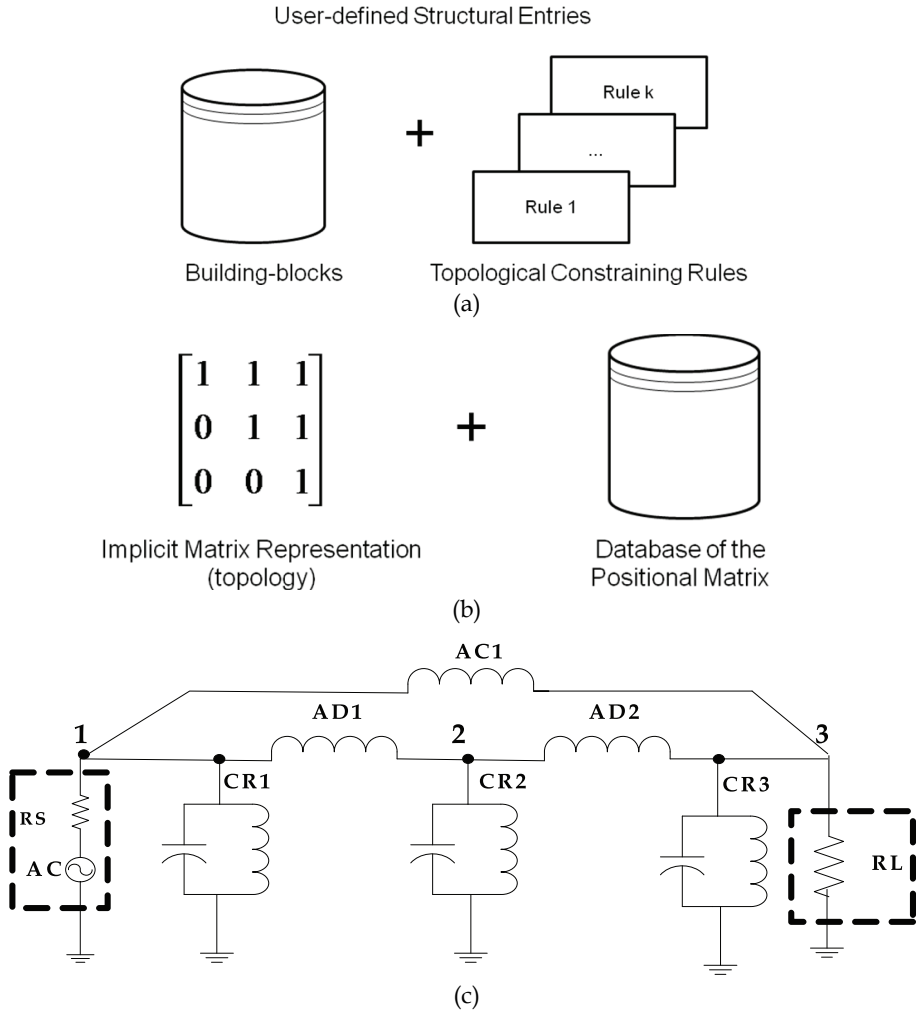 User-defined Structural Entries
Rule k
...
Rule 1
+
Building-blocks
Topological Constraining Rules
(a)
1 1 1
0 1 1
0 0 1
+
Implicit Matrix Representation
(topology)
Database of the
Positional Matrix
(b)
AC1
AD1
AD2
1
2
3
CR1
CR2
CR3
RS
AC
RL
(c)